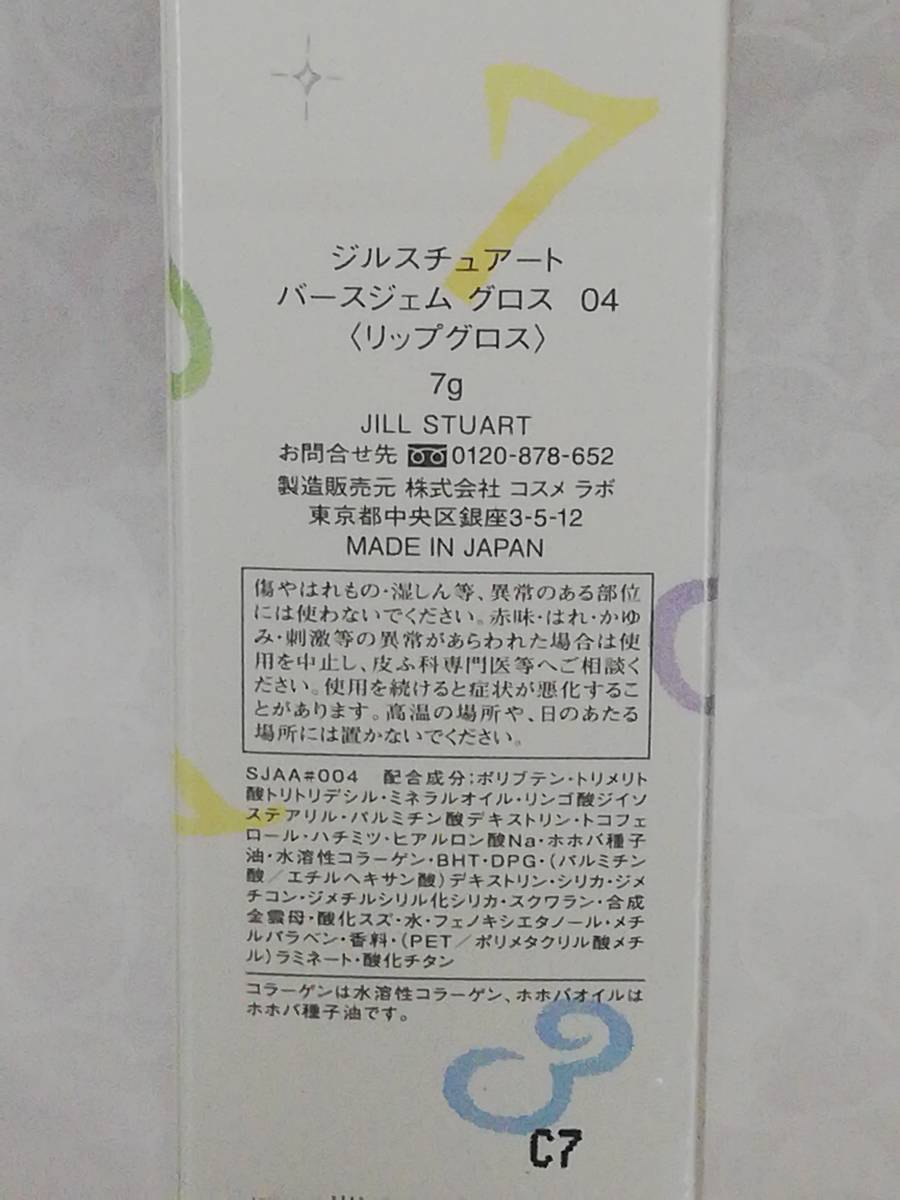 7
ジルスチュアート
バースジェム グロス 04
〈リップグロス〉
7g
JILL STUART
お問合せ先 0120-878-652
製造販売元 株式会社 コスメ ラボ
東京都中央区銀座3-5-12
MADE IN JAPAN
傷やはれもの・湿しん等、異常のある部位
には使わないでください。赤味・はれ・かゆ
み・刺激等の異常があらわれた場合は使
用を中止し、皮ふ科専門医等へご相談く
ださい。使用を続けると症状が悪化するこ
とがあります。高温の場所や、日のあたる
場所には置かないでください。
SJAA#004 配合成分:ポリブテン・トリメリト
酸トリトリデシル・ミネラルオイル・リンゴ酸ジイソ
ステアリル・パルミチン酸デキストリン・トコフェ
ロール・ハチミツ・ヒアルロン酸Na・ホホバ種子
油・水溶性コラーゲン・BHT・DPG・(パルミチン
酸/エチルヘキサン酸)デキストリン・シリカ・ジメ
チコン・ジメチルシリル化シリカ・スクワラン・合成
金雲母・酸化スズ・水・フェノキシエタノール・メチ
ルパラベン・香料・(PET/ポリメタクリル酸メチ
ル)ラミネート・酸化チタン
コラーゲンは水溶性コラーゲン、ホホバオイルは
ホホバ種子油です。
C7